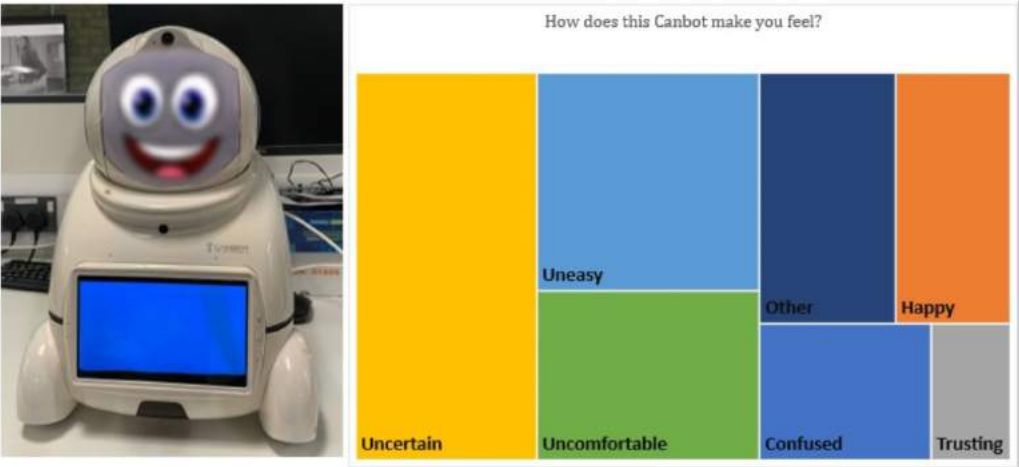 How does this Canbot make you feel?
Uneasy
Other
Happy
Uncertain
Uncomfortable
Confused
Trusting